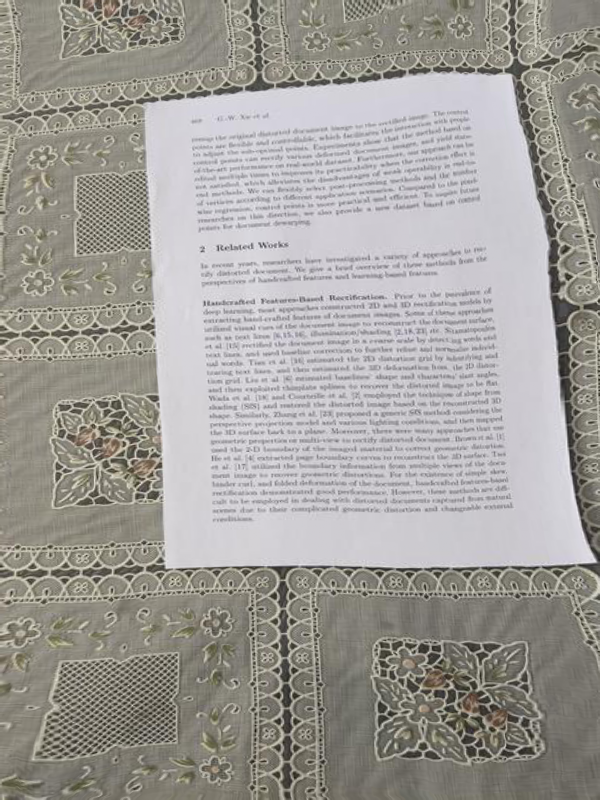 668 G.-W. Xie et al.
remap the original distorted document image to the rectified image. The control
points are flexible and controllable, which facilitates the interaction with people
to adjust the sub-optimal points. Experiments show that the method based on
control points can rectify various deformed document images, and yield state-
of-the-art performance on real-world dataset. Furthermore, our approach can be
edited multiple times to improve its practicability when the correction effect is
not satisfied, which alleviates the disadvantages of weak operability in end-to-
end methods. We can flexibly select post-processing methods and the number
of vertices according to different application scenarios. Compared to the pixel-
wise regression, control points is more practical and efficient. To inspire future
researches on this direction, we also provide a new dataset based on control
points for document dewarping.
2 Related Works
In recent years, researchers have investigated a variety of approaches to rec-
tify distorted document. We give a brief overview of these methods from the
perspectives of handcrafted features and learning-based features.
Handcrafted Features-Based Rectification. Prior to the prevalence of
deep learning, most approaches constructed 2D and 3D rectification models by
extracting hand-crafted features of document images. Some of these approaches
utilized visual cues of the document image to reconstruct the document surface,
such as text lines [6,15,16], illumination/shading [2,18,23] etc. Stamatopoulos
et al. [15] rectified the document image in a coarse scale by detecting words and
text lines, and used baseline correction to further refine and normalize individ-
ual words. Tian et al. [16] estimated the 2D distortion grid by identifying and
tracing text lines, and then estimated the 3D deformation from the 2D distor-
tion grid. Liu et al. [6] estimated baselines' shape and characters' slant angles,
and then exploited thinplate splines to recover the distorted image to be flat.
Wada et al. [18] and Courteille et al. [2] employed the technique of shape from
shading (SfS) and restored the distorted image based on the reconstructed 3D
shape. Similarly, Zhang et al. [23] proposed a generic SfS method considering the
perspective projection model and various lighting conditions, and then mapped
the 3D surface back to a plane. Moreover, there were many approaches that use
geometric properties or multi-view to rectify distorted document. Brown et al. [1]
used the 2-D boundary of the imaged material to correct geometric distortion.
He et al. [4] extracted page boundary curves to reconstruct the 3D surface. Tsoi
et al. [17] utilized the boundary information from multiple views of the docu-
ment image to recover geometric distortions. For the existence of simple skew,
binder curl, and folded deformation of the document, handcrafted features-based
rectification demonstrated good performance. However, these methods are diffi-
cult to be employed in dealing with distorted documents captured from natural
scenes due to their complicated geometric distortion and changeable external
conditions.